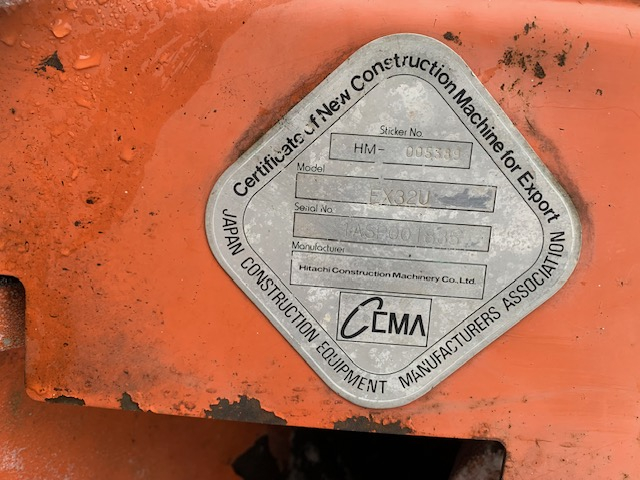 Certificate of New Construction Machine for Export
Sticker No.
HM-
Model
EX32U
Serial No.
Manufacturer
Hitachi Construction Machinery Co., Ltd.
CEMA
JAPAN CONSTRUCTION EQUIPMENT MANUFACTURERS ASSOCIATION